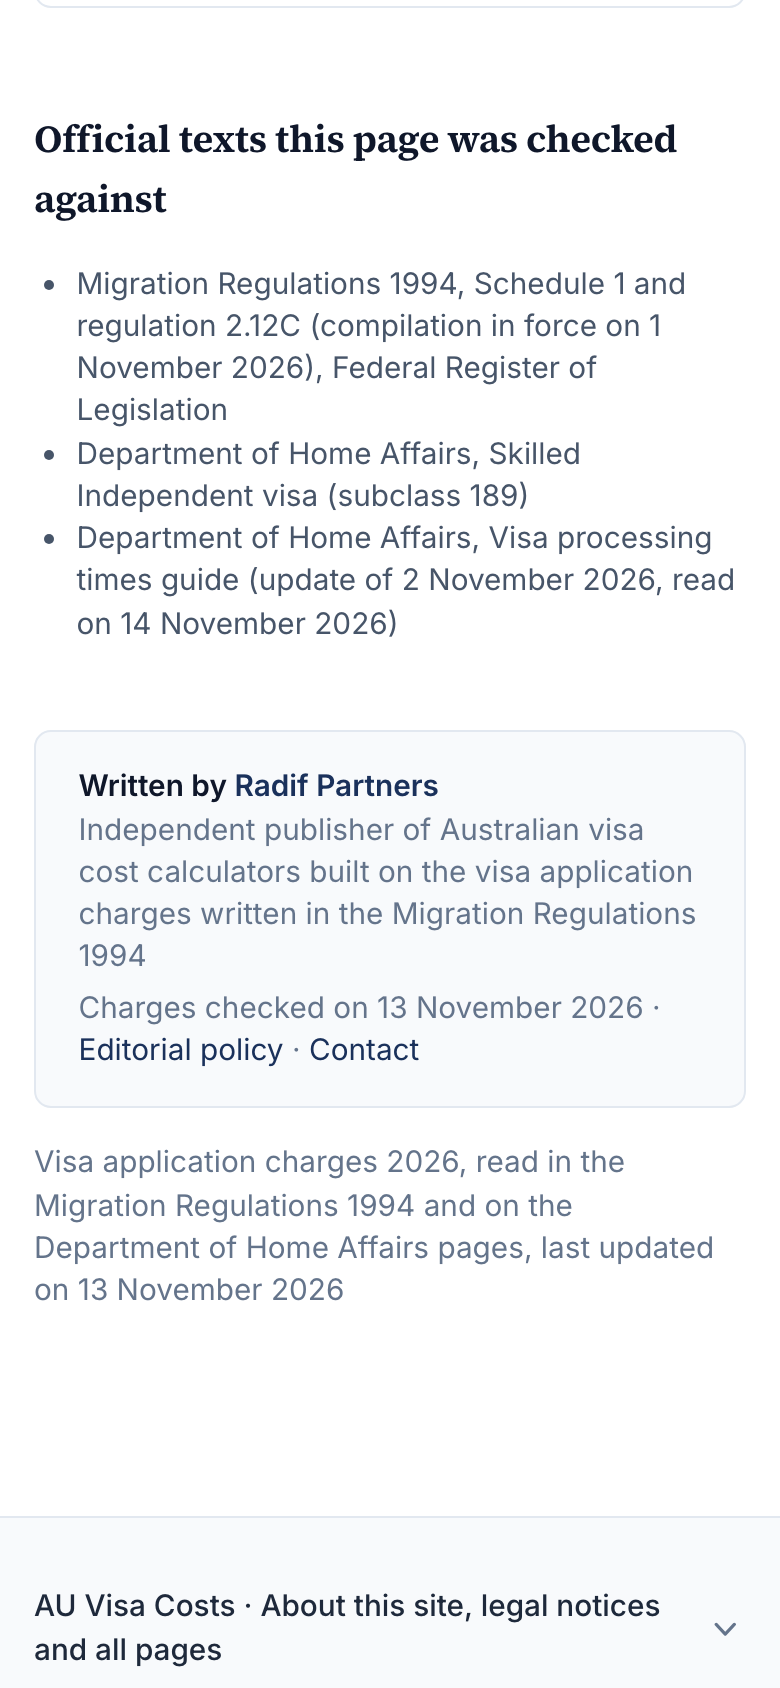 Official texts this page was checked
against
• Migration Regulations 1994, Schedule 1 and
regulation 2.12C (compilation in force on 1
November 2026), Federal Register of
Legislation
• Department of Home Affairs, Skilled
Independent visa (subclass 189)
• Department of Home Affairs, Visa processing
times guide (update of 2 November 2026, read
on 14 November 2026)
Written by Radif Partners
Independent publisher of Australian visa
cost calculators built on the visa application
charges written in the Migration Regulations
1994
Charges checked on 13 November 2026 ·
Editorial policy · Contact
Visa application charges 2026, read in the
Migration Regulations 1994 and on the
Department of Home Affairs pages, last updated
on 13 November 2026
AU Visa Costs · About this site, legal notices
and all pages